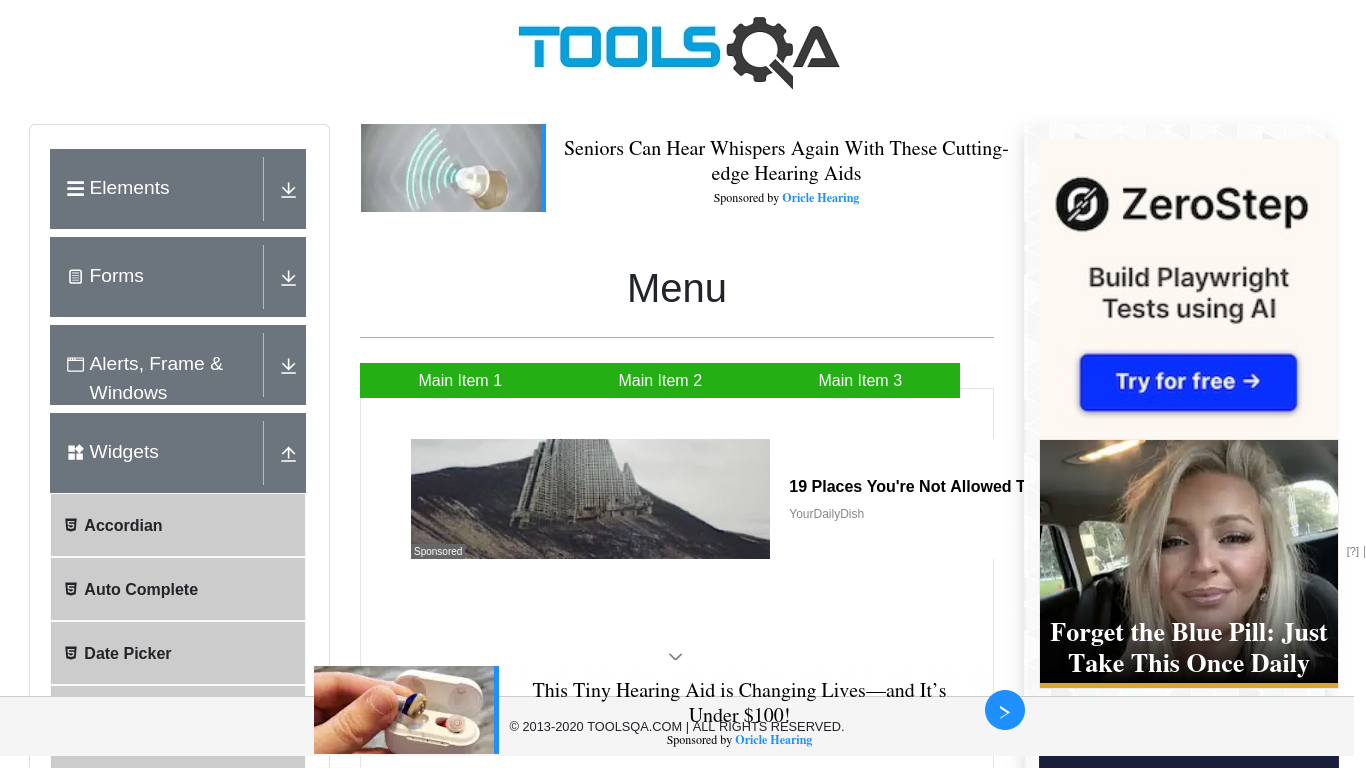 TOOLSQA
Elements
Forms
Alerts, Frame &
Windows
Widgets
Accordian
Auto Complete
Date Picker
Seniors Can Hear Whispers Again With These Cutting-
edge Hearing Aids
Sponsored by Oricle Hearing
Menu
Main Item 1
Main Item 2
Main Item 3
Sponsored
19 Places You're Not Allowed T
YourDailyDish
ZeroStep
Build Playwright
Tests using AI
Try for free →
Forget the Blue Pill: Just
Take This Once Daily
[?]
This Tiny Hearing Aid is Changing Lives—and It’s
Under $100!
© 2013-2020 TOOLSQA.COM | ALL RIGHTS RESERVED.
Sponsored by Oricle Hearing